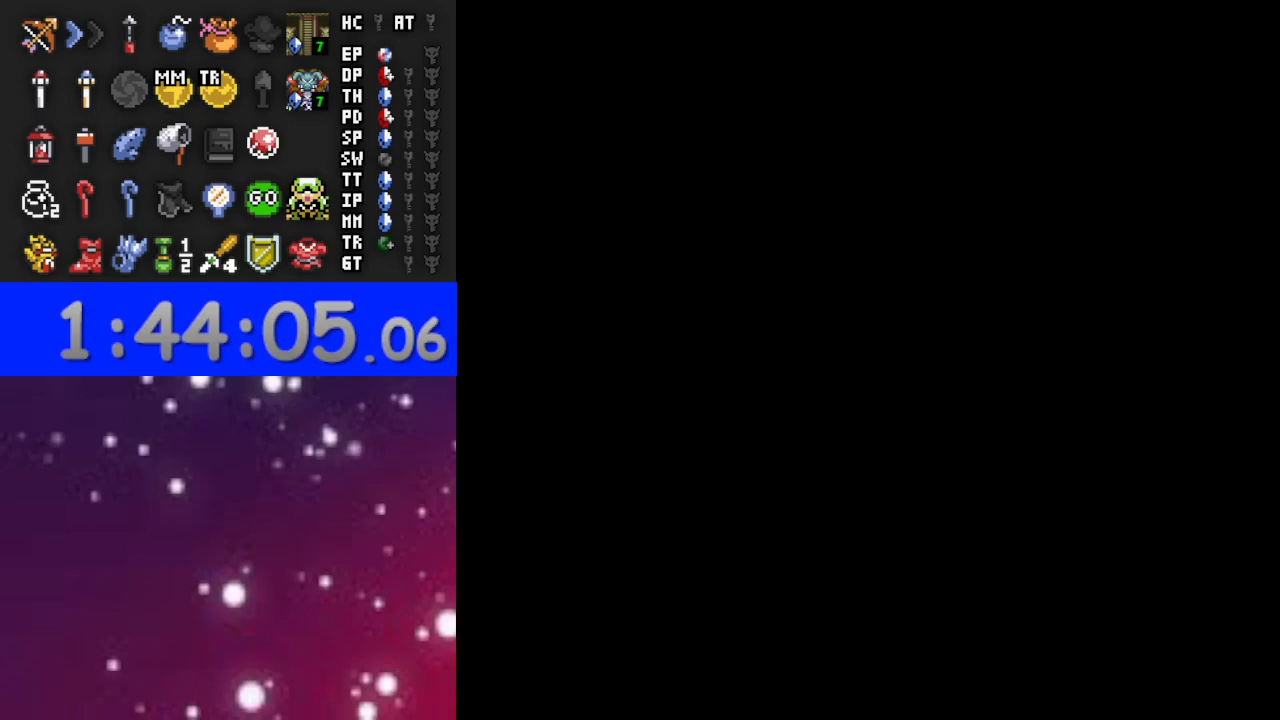 HC AT
7
EP
DP
MM TR
7
TH
PD
SP
SW
TT
2 GO
IP
MM
TR
1/2 4
GT
1:44:05.06